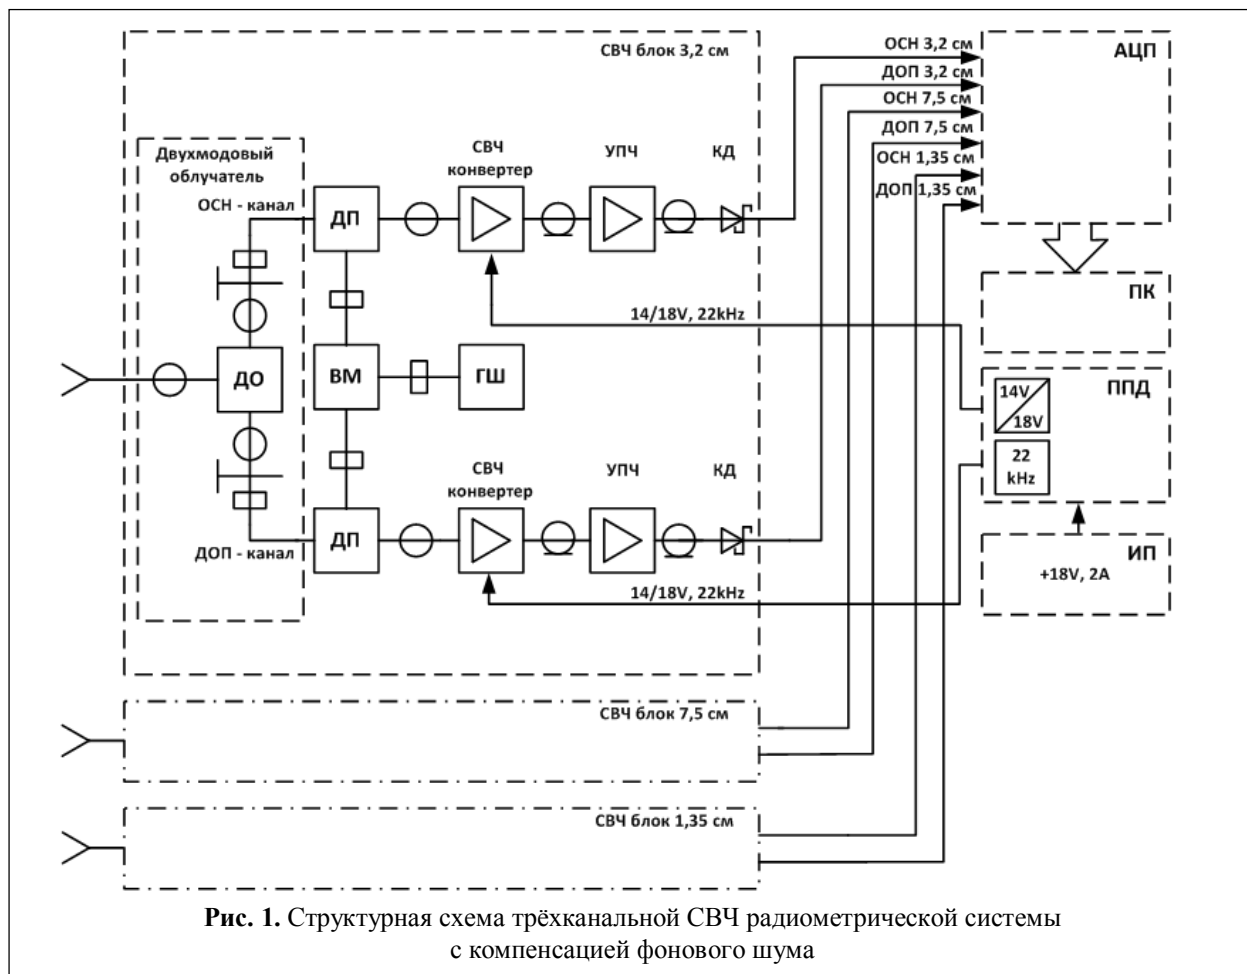 СВЧ блок 3,2 см
Двухмодовый
облучатель
ОСН - канал
ДО
ДОП - канал
ДП
СВЧ
конвертер
УПЧ
КД
14/18V, 22kHz
ВМ
ГШ
ДП
СВЧ
конвертер
УПЧ
КД
14/18V, 22kHz
СВЧ блок 7,5 см
СВЧ блок 1,35 см
ОСН 3,2 см
ДОП 3,2 см
ОСН 7,5 см
ДОП 7,5 см
ОСН 1,35 см
ДОП 1,35 см
АЦП
ПК
ППД
14V
18V
22
kHz
ИП
+18V, 2А
Рис. 1. Структурная схема трёхканальной СВЧ радиометрической системы
с компенсацией фонового шума